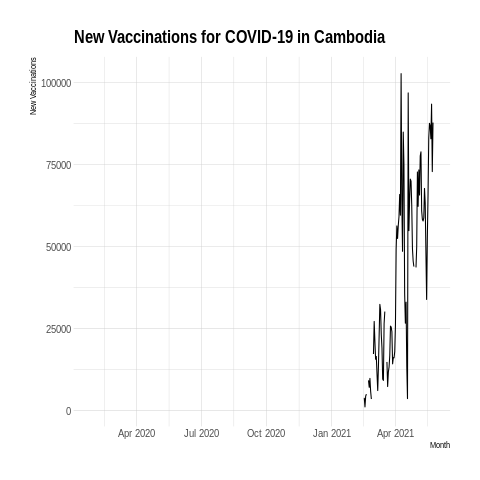 New Vaccinations for COVID-19 in Cambodia
New Vaccinations
100000
75000
50000
25000
0
Apr 2020 Jul 2020 Oct 2020 Jan 2021 Apr 2021
Month